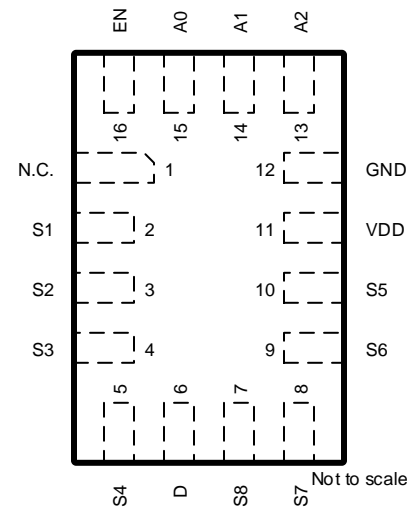 EN A0 A1 A2
16 15 14 13
N.C. 1 12 GND
S1 2 11 VDD
S2 3 10 S5
S3 4 9 S6
5 6 7 8
Not to scale
S4 D S8 S7